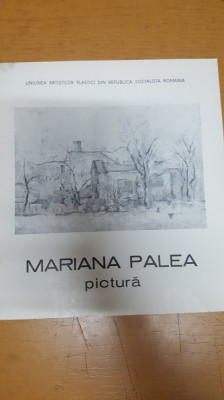 UNIUNEA ARTIȘTILOR PLASTICI DIN REPUBLICA SOCIALISTĂ ROMÂNIA
MARIANA PALEA
pictură